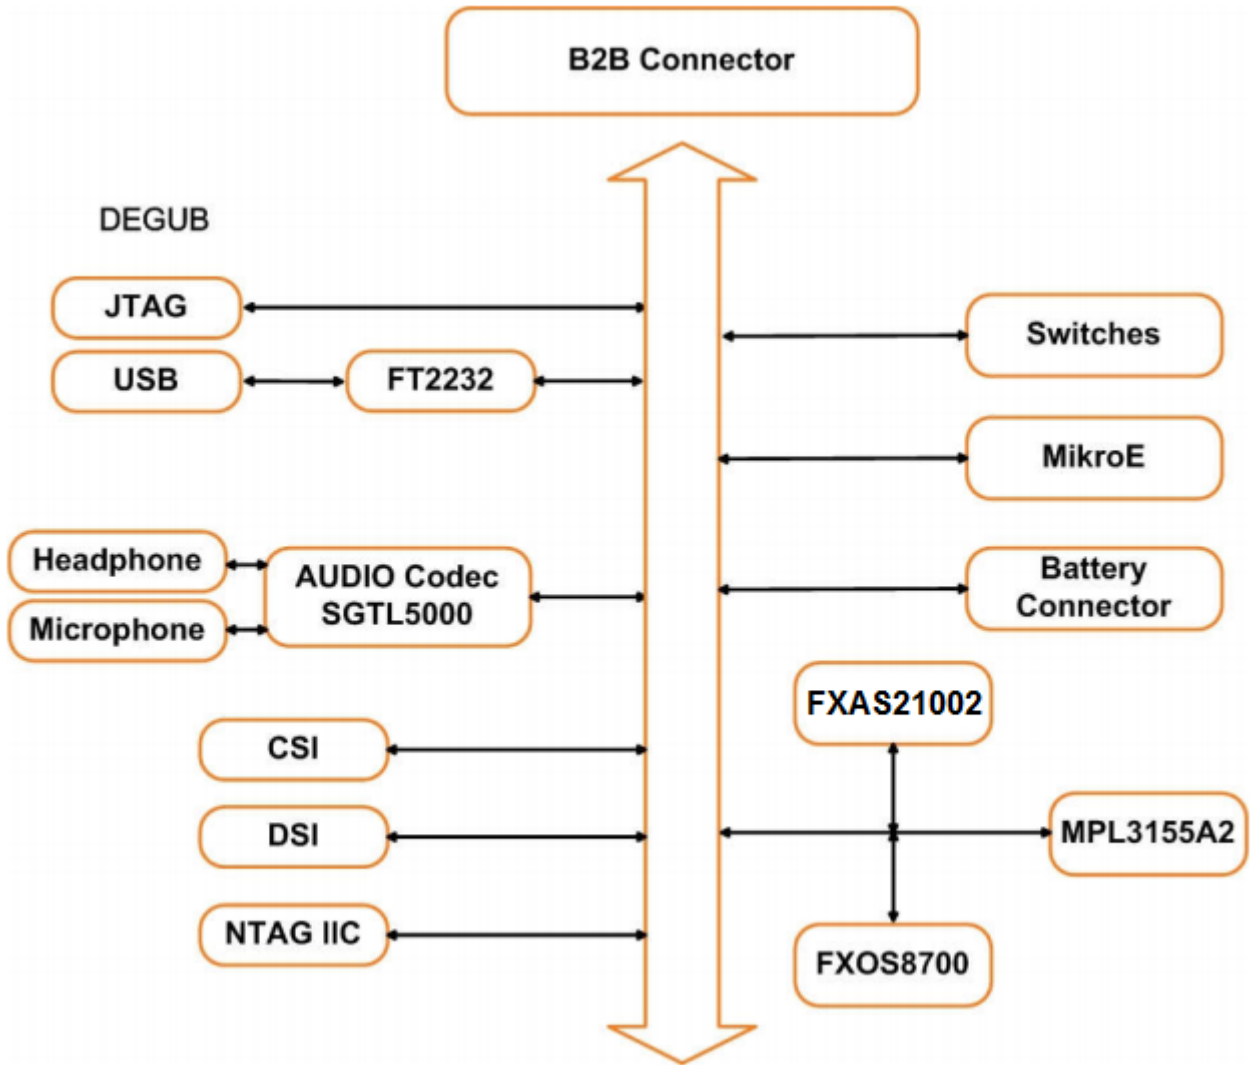 B2B Connector
DEGUB
JTAG
USB
FT2232
Headphone
Microphone
AUDIO Codec
SGTL5000
CSI
DSI
NTAG IIC
Switches
MikroE
Battery
Connector
FXAS21002
MPL3155A2
FXOS8700